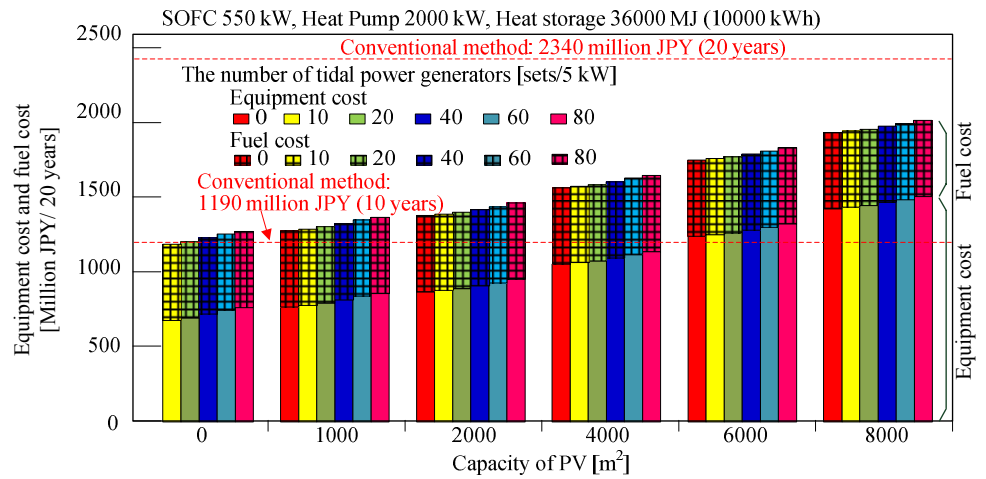 SOFC 550 kW, Heat Pump 2000 kW, Heat storage 36000 MJ (10000 kWh)
2500
2000
1500
1000
500
0
Equipment cost and fuel cost
[Million JPY/ 20 years]
Conventional method: 2340 million JPY (20 years)
The number of tidal power generators [sets/5 kW]
Equipment cost
0 10 20 40 60 80
Fuel cost
0 10 20 40 60 80
Conventional method:
1190 million JPY (10 years)
Fuel cost
Equipment cost
0 1000 2000 4000 6000 8000
Capacity of PV [m²]